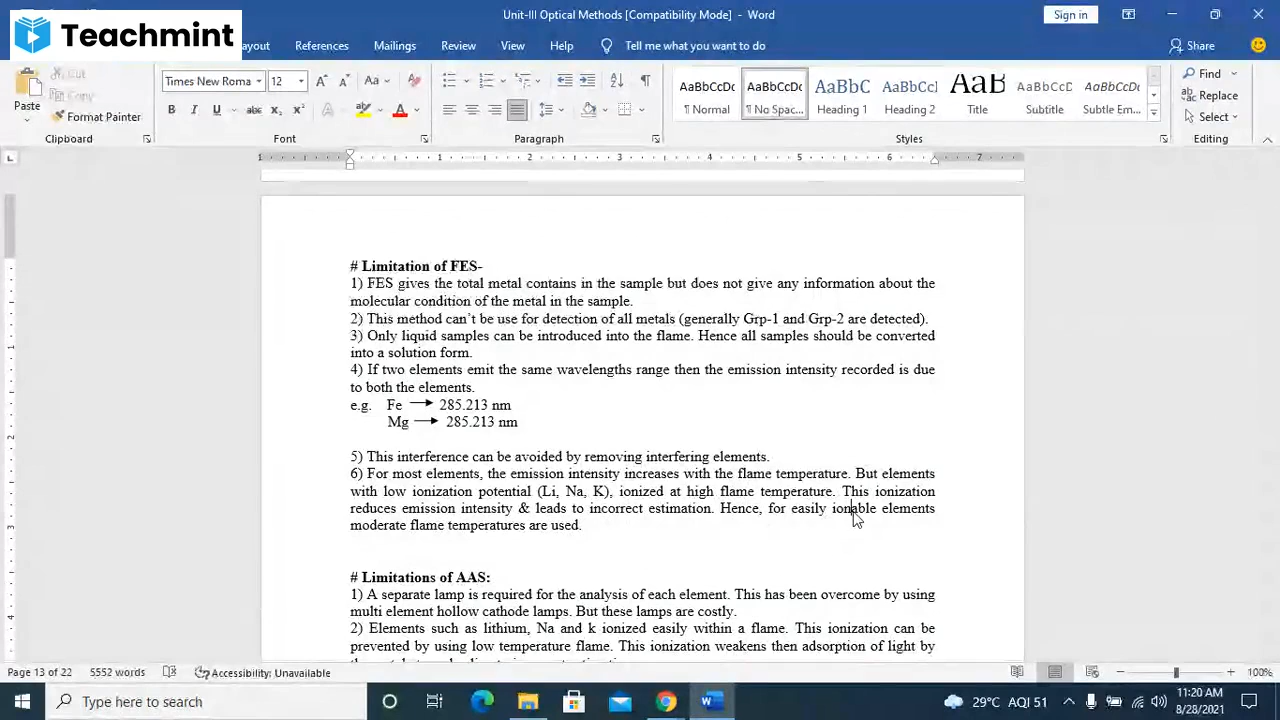 Unit-III Optical Methods [Compatibility Mode] - Word
Sign in
Teachmint
ayout References Mailings Review View Help Tell me what you want to do Share
Cut
Copy
Paste
Format Painter
Times New Roma 12
AaBbCcDc AaBbCcDc AaBbC AaBbCcI AaB AaBbCcD AaBbCcDc
¶ Normal ¶ No Spac... Heading 1 Heading 2 Title Subtitle Subtle Em...
Find
Replace
Select
Clipboard Font Paragraph Styles Editing
1 1 2 3 4 5 6 7
# Limitation of FES-
1) FES gives the total metal contains in the sample but does not give any information about the
molecular condition of the metal in the sample.
2) This method can't be use for detection of all metals (generally Grp-1 and Grp-2 are detected).
3) Only liquid samples can be introduced into the flame. Hence all samples should be converted
into a solution form.
4) If two elements emit the same wavelengths range then the emission intensity recorded is due
to both the elements.
e.g. Fe → 285.213 nm
Mg → 285.213 nm
5) This interference can be avoided by removing interfering elements.
6) For most elements, the emission intensity increases with the flame temperature. But elements
with low ionization potential (Li, Na, K), ionized at high flame temperature. This ionization
reduces emission intensity & leads to incorrect estimation. Hence, for easily ionable elements
moderate flame temperatures are used.
# Limitations of AAS:
1) A separate lamp is required for the analysis of each element. This has been overcome by using
multi element hollow cathode lamps. But these lamps are costly.
2) Elements such as lithium, Na and k ionized easily within a flame. This ionization can be
prevented by using low temperature flame. This ionization weakens then adsorption of light by
Page 13 of 22 5552 words Accessibility: Unavailable 100%
Type here to search
29°C AQI 51
11:20 AM
8/28/2021